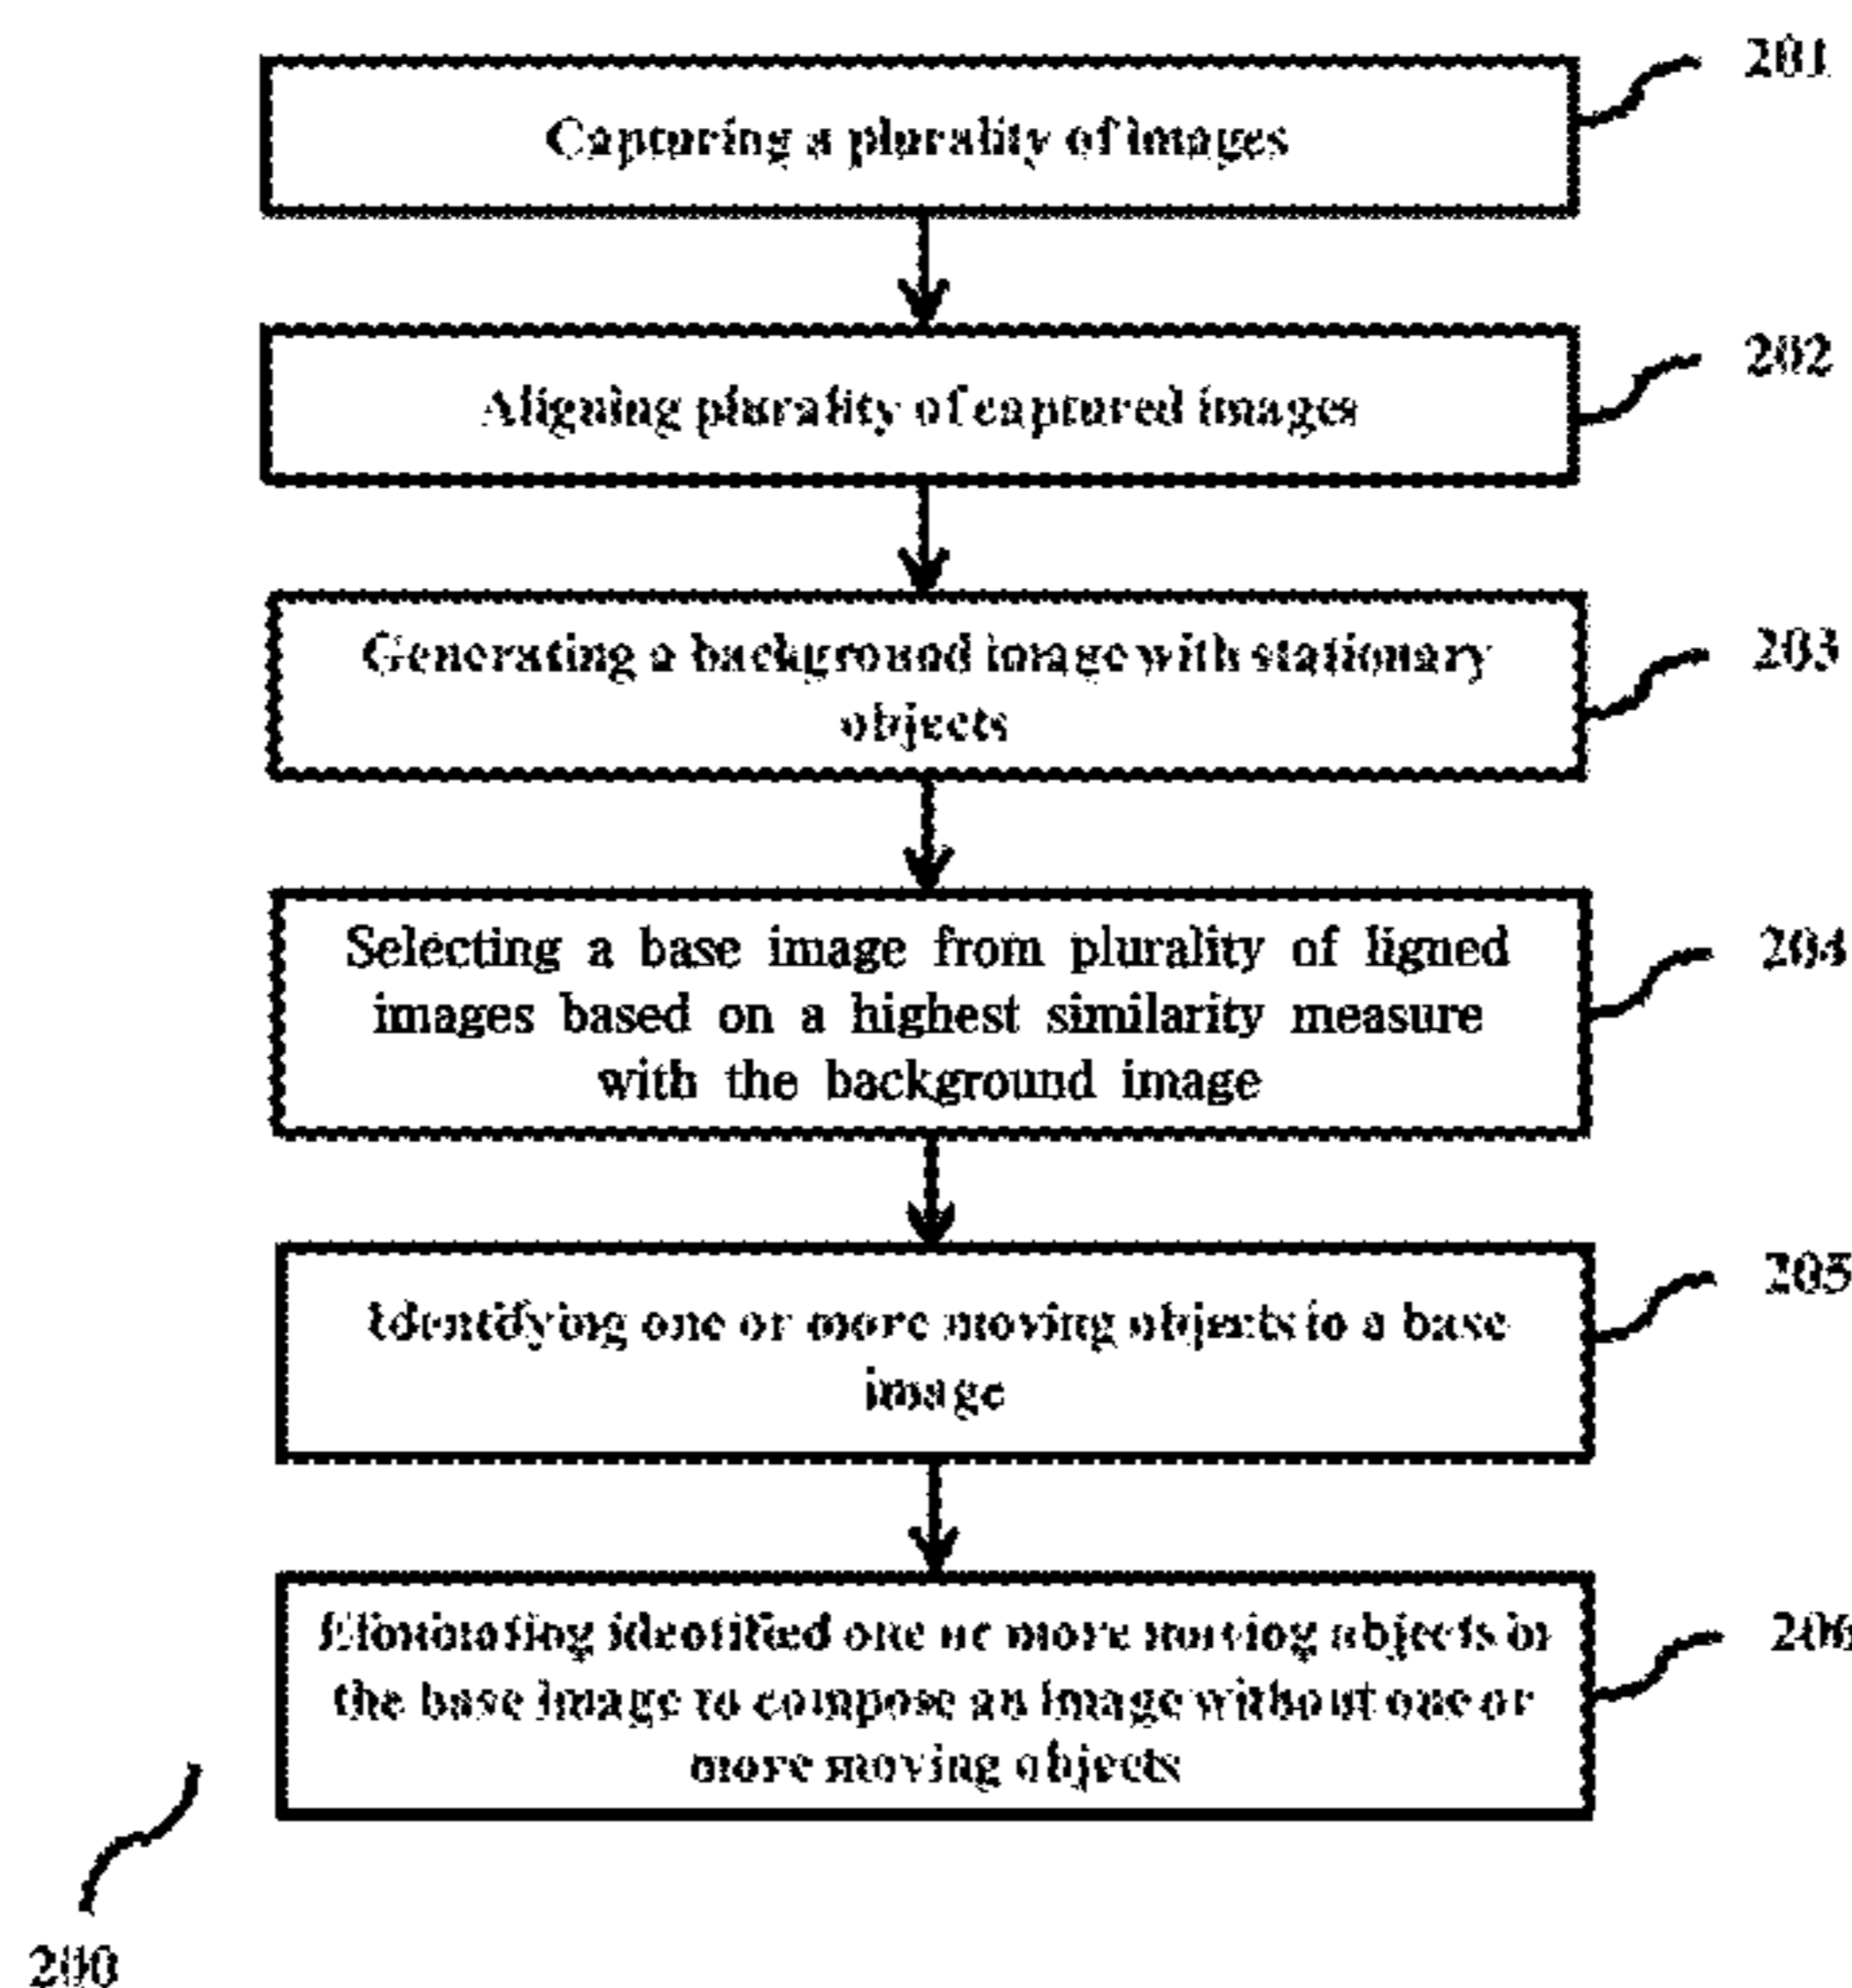 201
Capturing a plurality of images
202
Aligning plurality of captured images
203
Generating a background image with stationary
objects
204
Selecting a base image from plurality of ligned
images based on a highest similarity measure
with the background image
205
Identifying one or more moving objects in a base
image
206
Eliminating identified one or more moving objects in
the base image to compose an image without one or
more moving objects
200